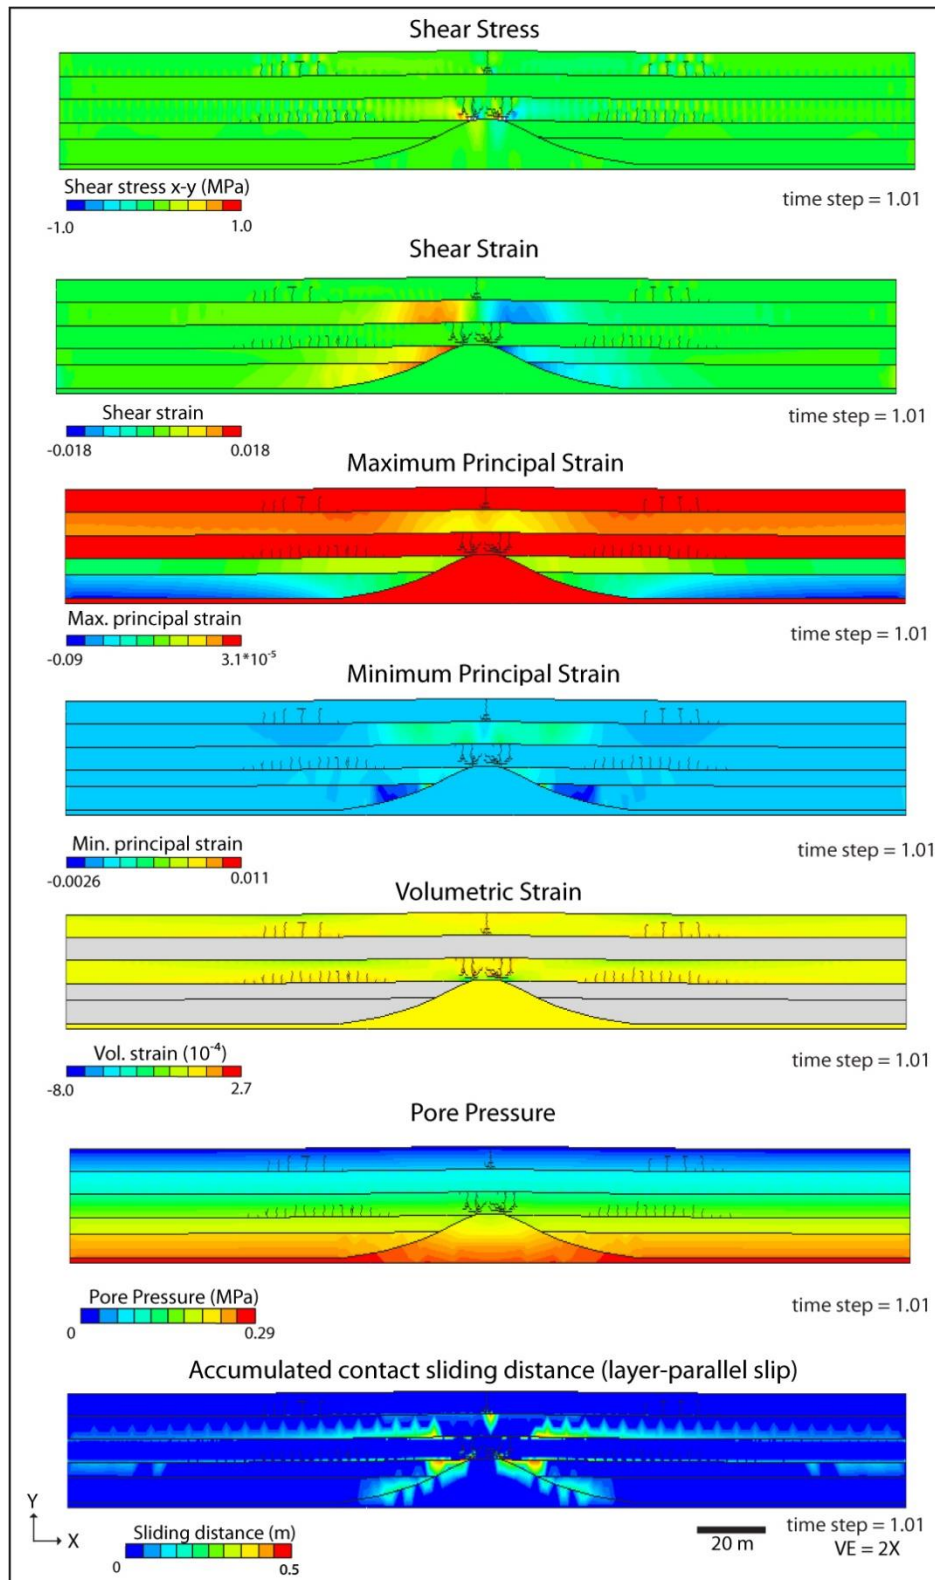 Shear Stress
Shear stress x-y (MPa)
-1.0 1.0
time step = 1.01
Shear Strain
Shear strain
-0.018 0.018
time step = 1.01
Maximum Principal Strain
Max. principal strain
-0.09 3.1*10⁻⁵
time step = 1.01
Minimum Principal Strain
Min. principal strain
-0.0026 0.011
time step = 1.01
Volumetric Strain
Vol. strain (10⁻⁴)
-8.0 2.7
time step = 1.01
Pore Pressure
Pore Pressure (MPa)
0 0.29
time step = 1.01
Accumulated contact sliding distance (layer-parallel slip)
Y
X
Sliding distance (m)
0 0.5
20 m
time step = 1.01
VE = 2X